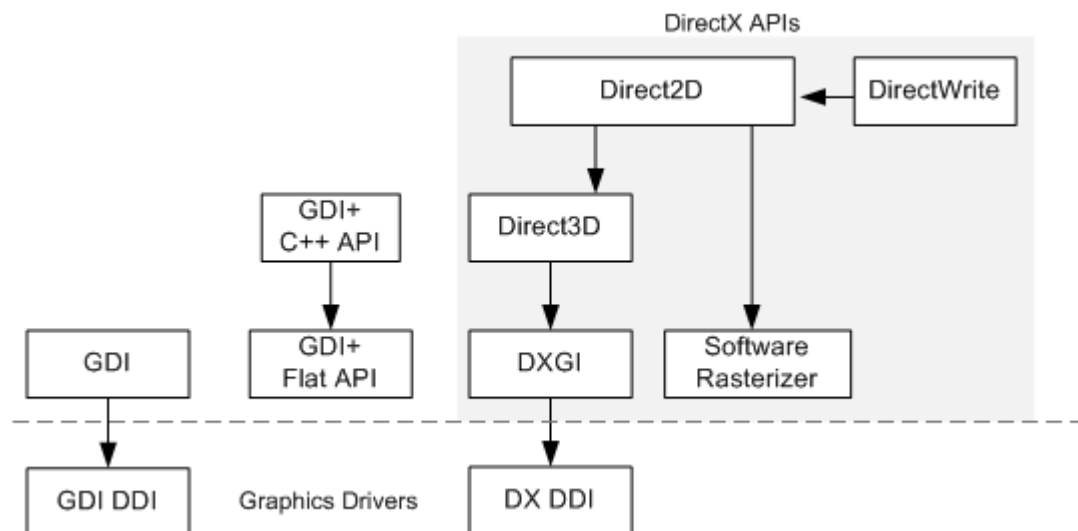 DirectX APIs
Direct2D
DirectWrite
GDI+
C++ API
Direct3D
GDI
GDI+
Flat API
DXGI
Software
Rasterizer
GDI DDI
Graphics Drivers
DX DDI